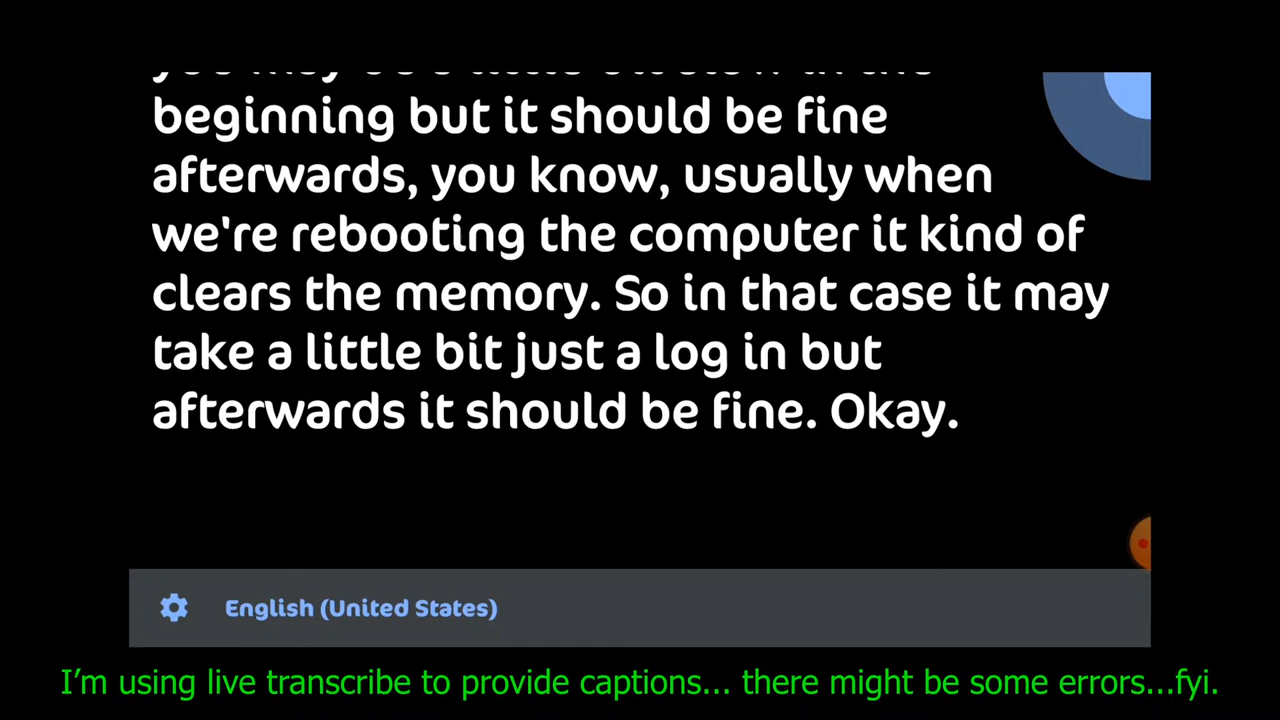 beginning but it should be fine
afterwards, you know, usually when
we're rebooting the computer it kind of
clears the memory. So in that case it may
take a little bit just a log in but
afterwards it should be fine. Okay.
English (United States)
I'm using live transcribe to provide captions... there might be some errors...fyi.